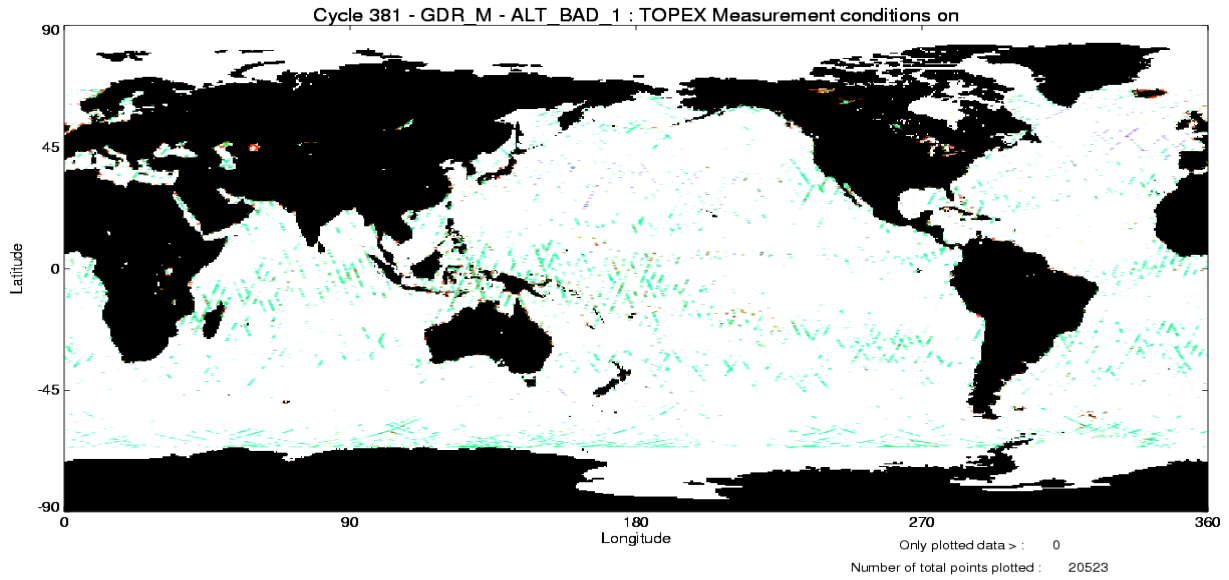 Cycle 381 - GDR_M - ALT_BAD_1 : TOPEX Measurement conditions on
90
45
0
-45
-90
Latitude
0 90 180 270 360
Longitude
Only plotted data > : 0
Number of total points plotted : 20523